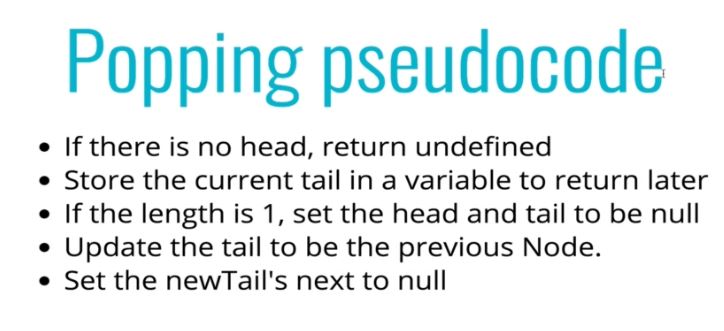 Popping pseudocode
• If there is no head, return undefined
• Store the current tail in a variable to return later
• If the length is 1, set the head and tail to be null
• Update the tail to be the previous Node.
• Set the newTail's next to null